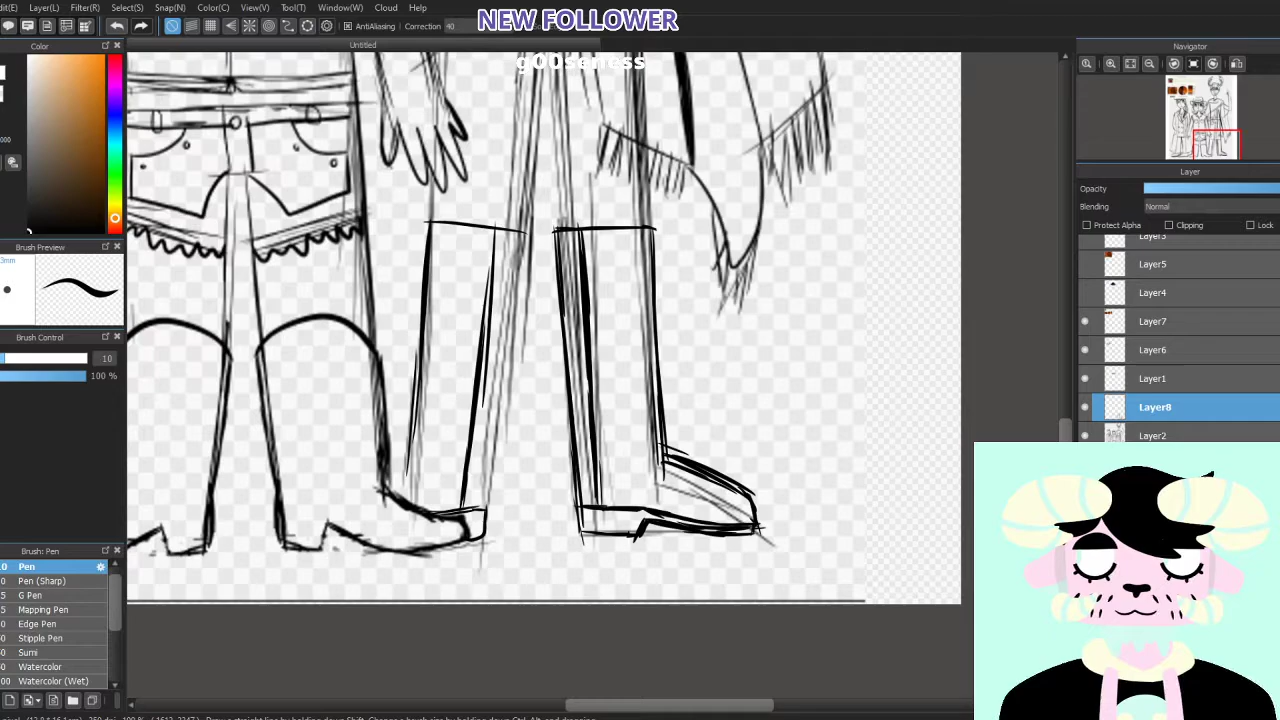 Layer(L) Filter(R) Select(S) Snap(N) Color(C) View(V) Tool(T) Window(W) Cloud Help
AntiAliasing Correction 40
NEW FOLLOWER
g00seness
Color
Untitled
Navigator
Layer
Opacity
Blending Normal
Protect Alpha Clipping Lock
Layer3
Layer5
Layer4
Layer7
Layer6
Layer1
Layer8
Layer2
Brush Preview
Brush Control
10
100 %
Brush: Pen
Pen
Pen (Sharp)
G Pen
Mapping Pen
Edge Pen
Stipple Pen
Sumi
Watercolor
Watercolor (Wet)